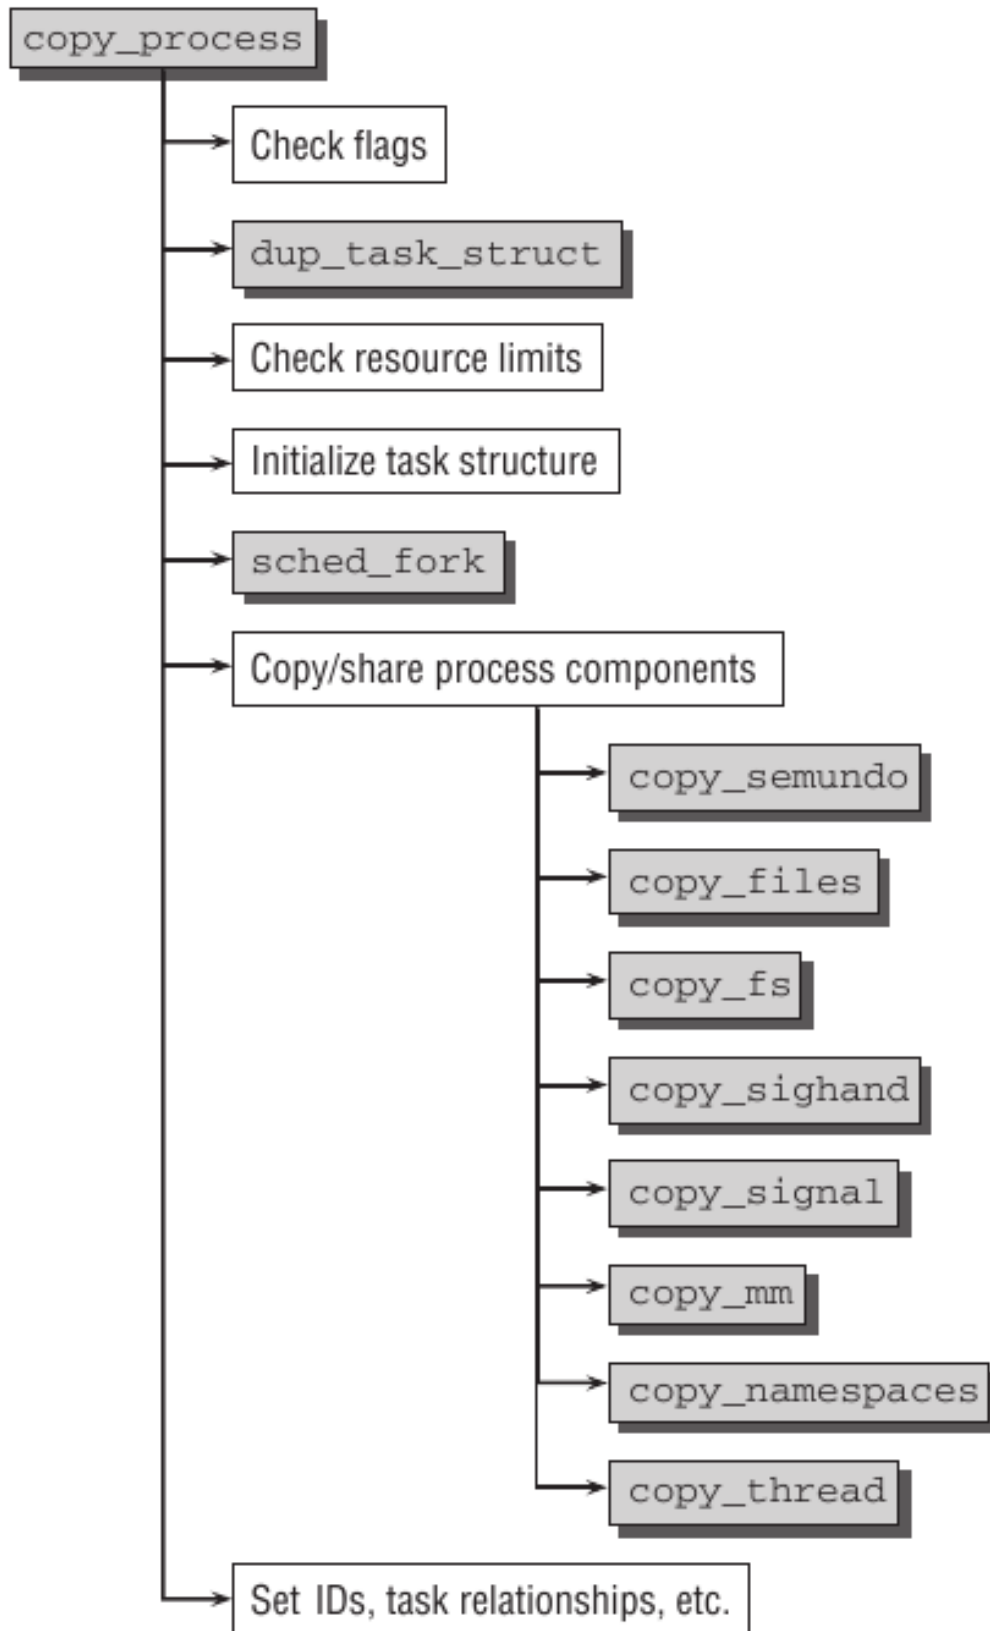 copy_process
Check flags
dup_task_struct
Check resource limits
Initialize task structure
sched_fork
Copy/share process components
copy_semundo
copy_files
copy_fs
copy_sighand
copy_signal
copy_mm
copy_namespaces
copy_thread
Set IDs, task relationships, etc.